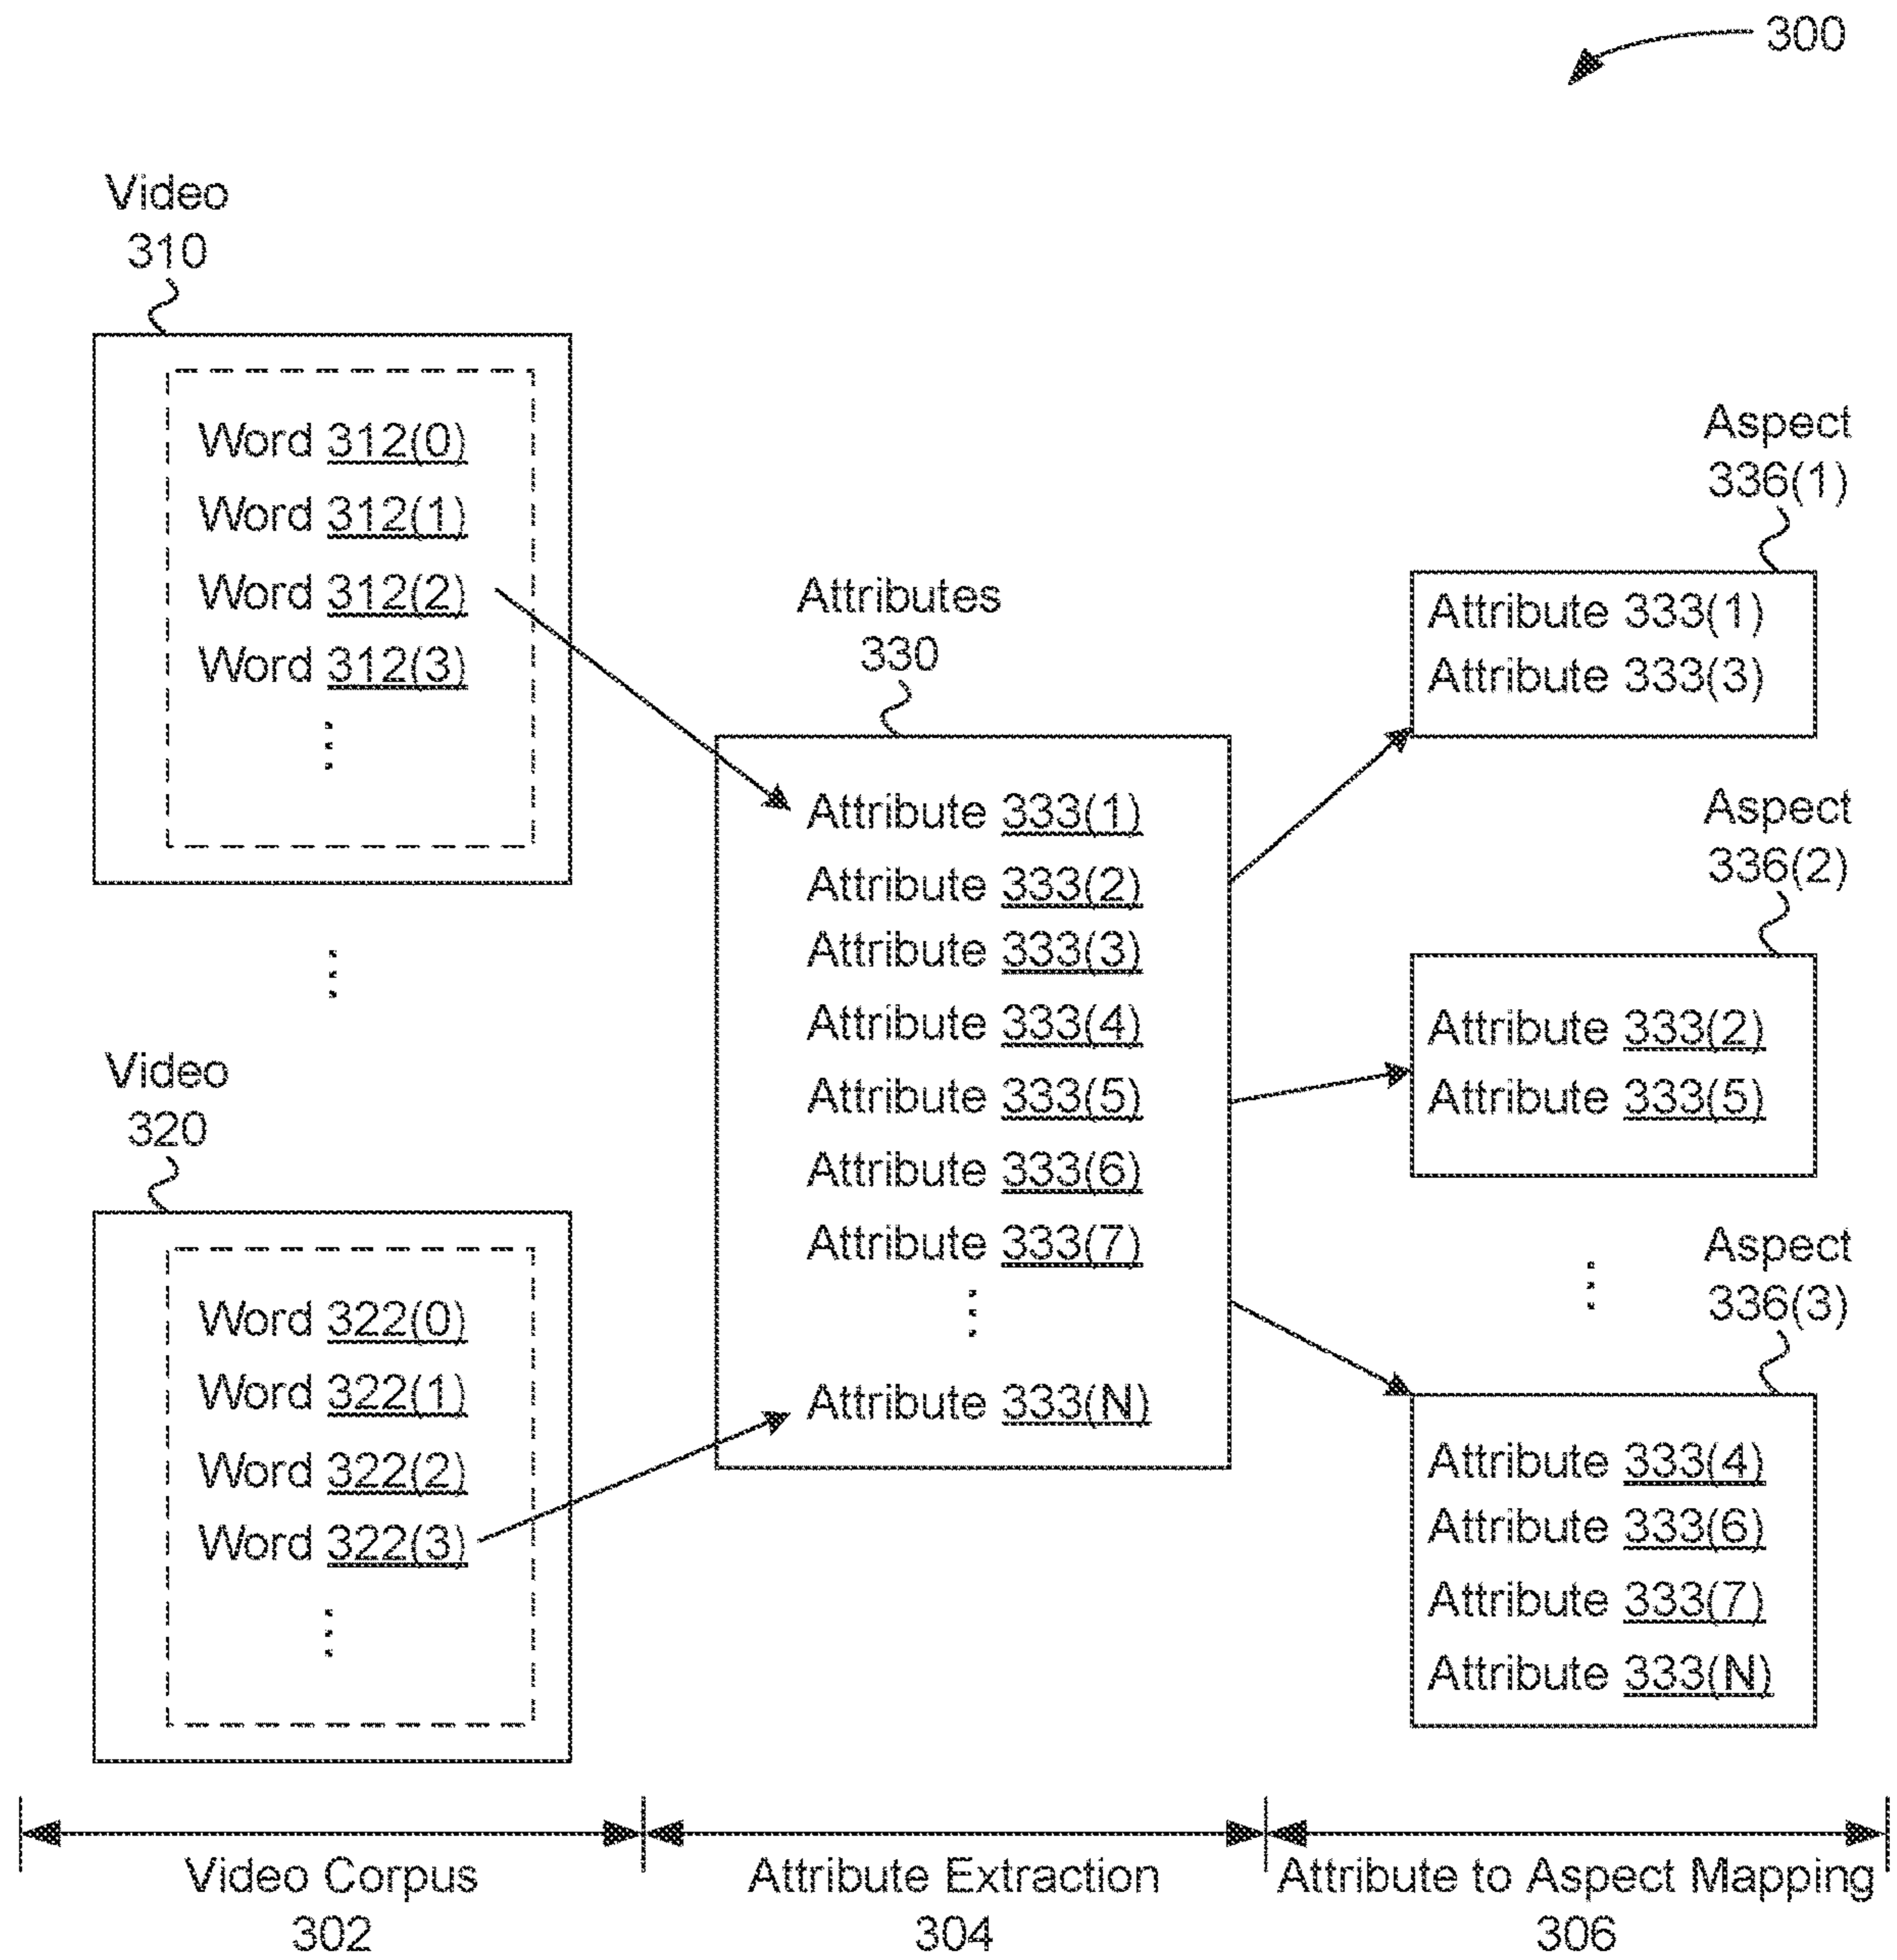 300
Video
310
Word 312(0)
Word 312(1)
Word 312(2)
Word 312(3)
Video
320
Word 322(0)
Word 322(1)
Word 322(2)
Word 322(3)
Attributes
330
Attribute 333(1)
Attribute 333(2)
Attribute 333(3)
Attribute 333(4)
Attribute 333(5)
Attribute 333(6)
Attribute 333(7)
Attribute 333(N)
Aspect
336(1)
Attribute 333(1)
Attribute 333(3)
Aspect
336(2)
Attribute 333(2)
Attribute 333(5)
Aspect
336(3)
Attribute 333(4)
Attribute 333(6)
Attribute 333(7)
Attribute 333(N)
Video Corpus
302
Attribute Extraction
304
Attribute to Aspect Mapping
306